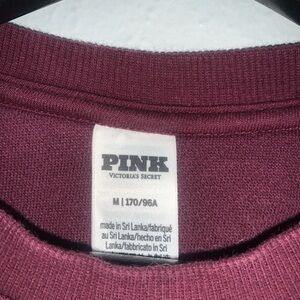 PINK
VICTORIA'S SECRET
M | 170/96A
made in Sri Lanka/fabriqué
au Sri Lanka/hecho en Sri
Lanka/fabbricato in Sri